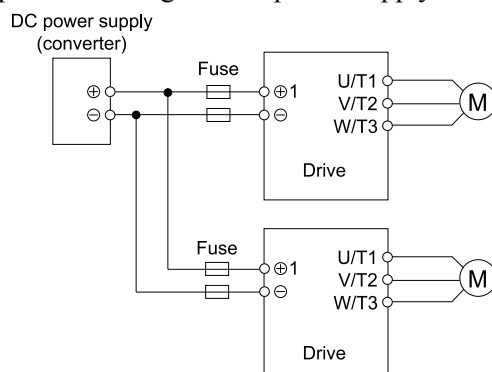 DC power supply
(converter)
⊕
⊖
Fuse
⊕1
⊖
U/T1
V/T2
W/T3
M
Drive
Fuse
⊕1
⊖
U/T1
V/T2
W/T3
M
Drive